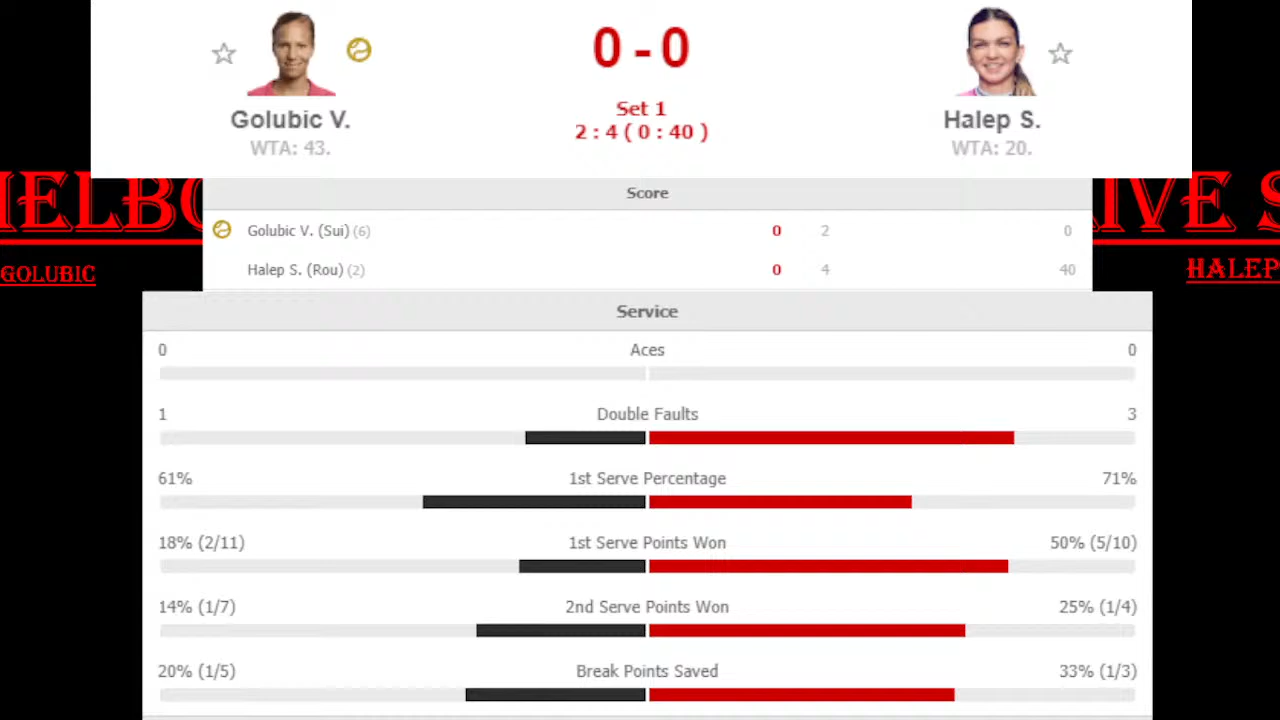 0 - 0
Golubic V.
WTA: 43.
Set 1
2 : 4 ( 0 : 40 )
Halep S.
WTA: 20.
Score
Golubic V. (Sui) (6) 0 2 0
Halep S. (Rou) (2) 0 4 40
GOLUBIC
HALEP
Service
0 Aces 0
1 Double Faults 3
61% 1st Serve Percentage 71%
18% (2/11) 1st Serve Points Won 50% (5/10)
14% (1/7) 2nd Serve Points Won 25% (1/4)
20% (1/5) Break Points Saved 33% (1/3)